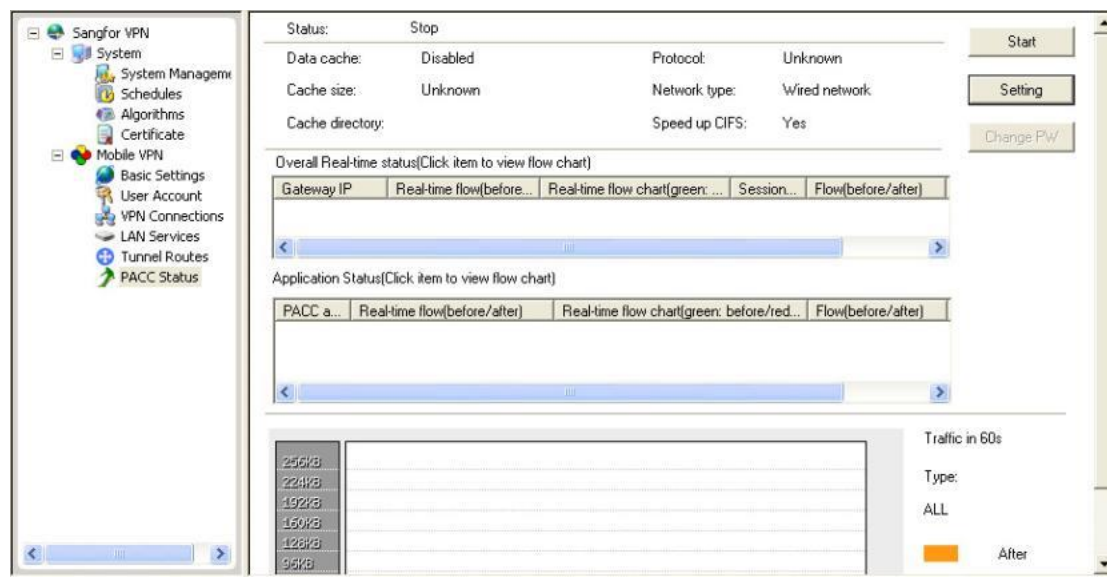 Sangfor VPN
System
System Manageme
Schedules
Algorithms
Certificate
Mobile VPN
Basic Settings
User Account
VPN Connections
LAN Services
Tunnel Routes
PACC Status
Status: Stop
Data cache: Disabled Protocol: Unknown
Cache size: Unknown Network type: Wired network
Cache directory: Speed up CIFS: Yes
Start
Setting
Change PW
Overall Real-time status(Click item to view flow chart)
Gateway IP Real-time flow(before... Real-time flow chart(green: ... Session... Flow(before/after)
Application Status(Click item to view flow chart)
PACC a... Real-time flow(before/after) Real-time flow chart(green: before/red... Flow(before/after)
256KB
224KB
192KB
160KB
128KB
96KB
Traffic in 60s
Type:
ALL
After